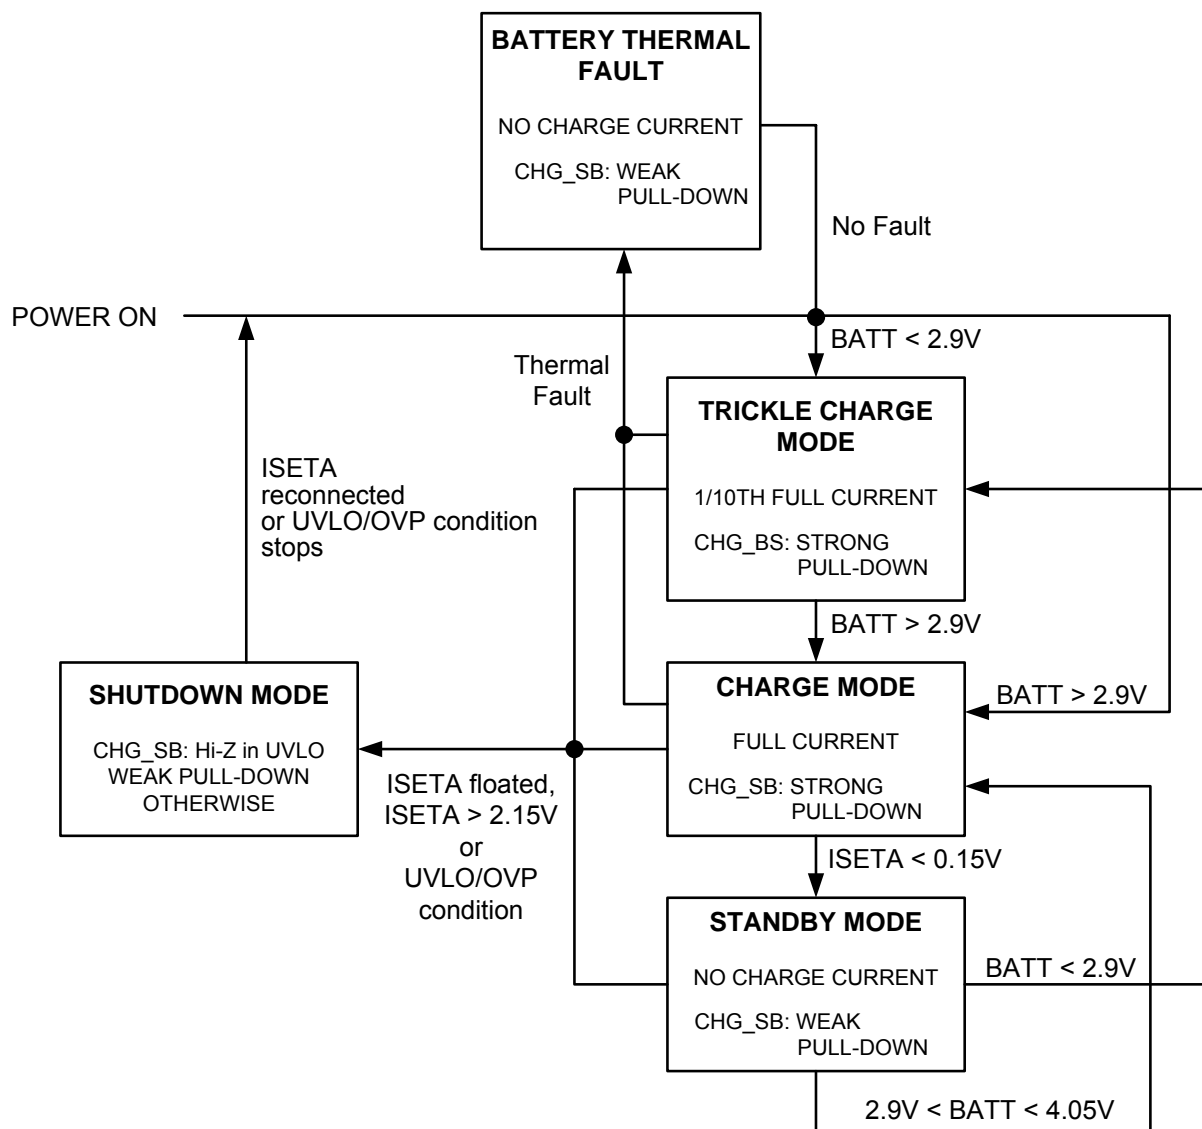 BATTERY THERMAL
FAULT
NO CHARGE CURRENT
CHG_SB: WEAK
PULL-DOWN
No Fault
POWER ON
BATT < 2.9V
Thermal
Fault
TRICKLE CHARGE
MODE
1/10TH FULL CURRENT
CHG_BS: STRONG
PULL-DOWN
ISETA
reconnected
or UVLO/OVP condition
stops
BATT > 2.9V
SHUTDOWN MODE
CHG_SB: Hi-Z in UVLO
WEAK PULL-DOWN
OTHERWISE
CHARGE MODE
FULL CURRENT
CHG_SB: STRONG
PULL-DOWN
BATT > 2.9V
ISETA floated,
ISETA > 2.15V
or
UVLO/OVP
condition
ISETA < 0.15V
STANDBY MODE
NO CHARGE CURRENT
CHG_SB: WEAK
PULL-DOWN
BATT < 2.9V
2.9V < BATT < 4.05V